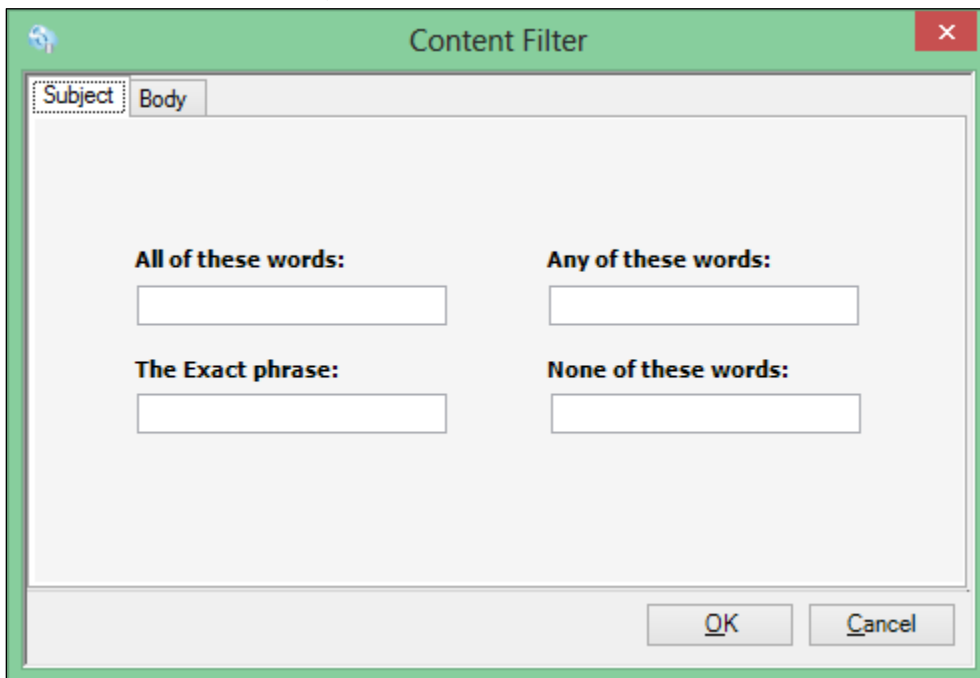 Content Filter
Subject Body
All of these words: Any of these words:
The Exact phrase: None of these words:
OK Cancel